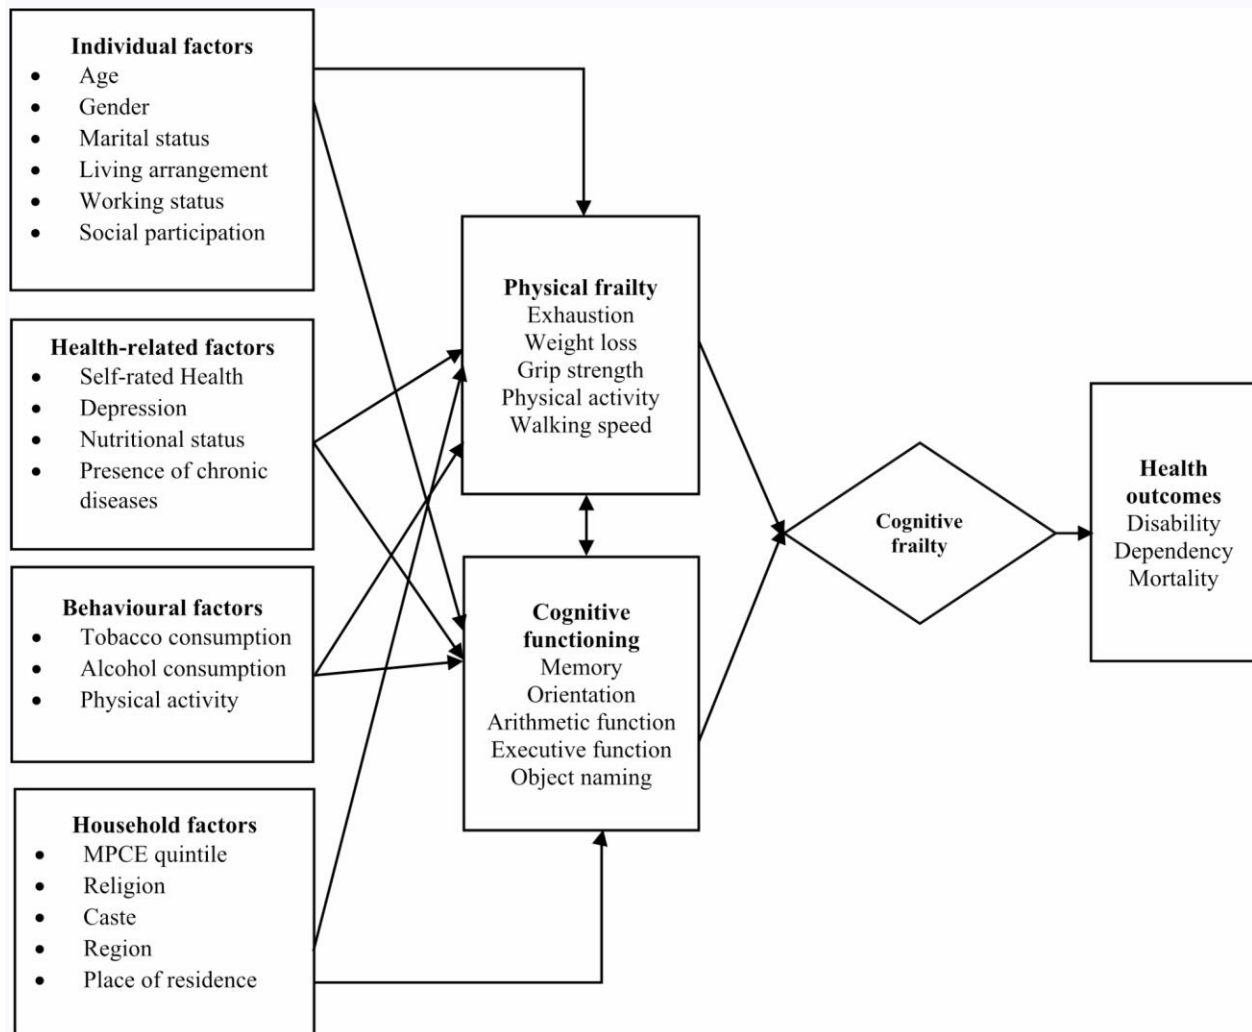 Individual factors
• Age
• Gender
• Marital status
• Living arrangement
• Working status
• Social participation
Health-related factors
• Self-rated Health
• Depression
• Nutritional status
• Presence of chronic
diseases
Behavioural factors
• Tobacco consumption
• Alcohol consumption
• Physical activity
Household factors
• MPCE quintile
• Religion
• Caste
• Region
• Place of residence
Physical frailty
Exhaustion
Weight loss
Grip strength
Physical activity
Walking speed
Cognitive
functioning
Memory
Orientation
Arithmetic function
Executive function
Object naming
Cognitive
frailty
Health
outcomes
Disability
Dependency
Mortality